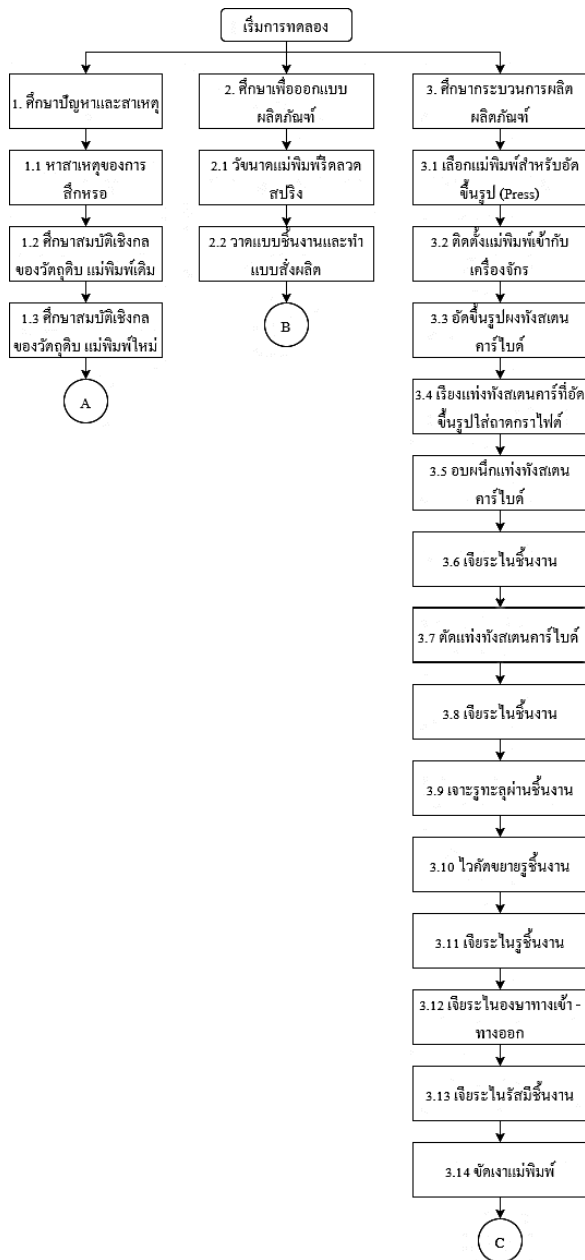 เริ่มการทดลอง
1. ศึกษาปัญหาและสาเหตุ
1.1 หาสาเหตุของการ
สึกหรอ
1.2 ศึกษาสมบัติเชิงกล
ของวัตถุดิบ แม่พิมพ์เดิม
1.3 ศึกษาสมบัติเชิงกล
ของวัตถุดิบ แม่พิมพ์ใหม่
A
2. ศึกษาเพื่อออกแบบ
ผลิตภัณฑ์
2.1 วัขนาดแม่พิมพ์รีดลวด
สปริง
2.2 วาดแบบชิ้นงานและทำ
แบบสั่งผลิต
B
3. ศึกษากระบวนการผลิต
ผลิตภัณฑ์
3.1 เลือกแม่พิมพ์สำหรับอัด
ขึ้นรูป (Press)
3.2 ติดตั้งแม่พิมพ์เข้ากับ
เครื่องจักร
3.3 อัดขึ้นรูปผงทังสเตน
คาร์ไบด์
3.4 เรียงแท่งทังสเตนคาร์ที่อัด
ขึ้นรูปใส่ถาดกราไฟต์
3.5 อบผนึกแท่งทังสเตน
คาร์ไบด์
3.6 เจียระไนชิ้นงาน
3.7 ตัดแท่งทังสเตนคาร์ไบด์
3.8 เจียระไนชิ้นงาน
3.9 เจาะรูทะลุผ่านชิ้นงาน
3.10 ไวคัตขยายรูชิ้นงาน
3.11 เจียระไนรูชิ้นงาน
3.12 เจียระไนองษาทางเข้า -
ทางออก
3.13 เจียระไนรัสมีชิ้นงาน
3.14 ขัดเงาแม่พิมพ์
C